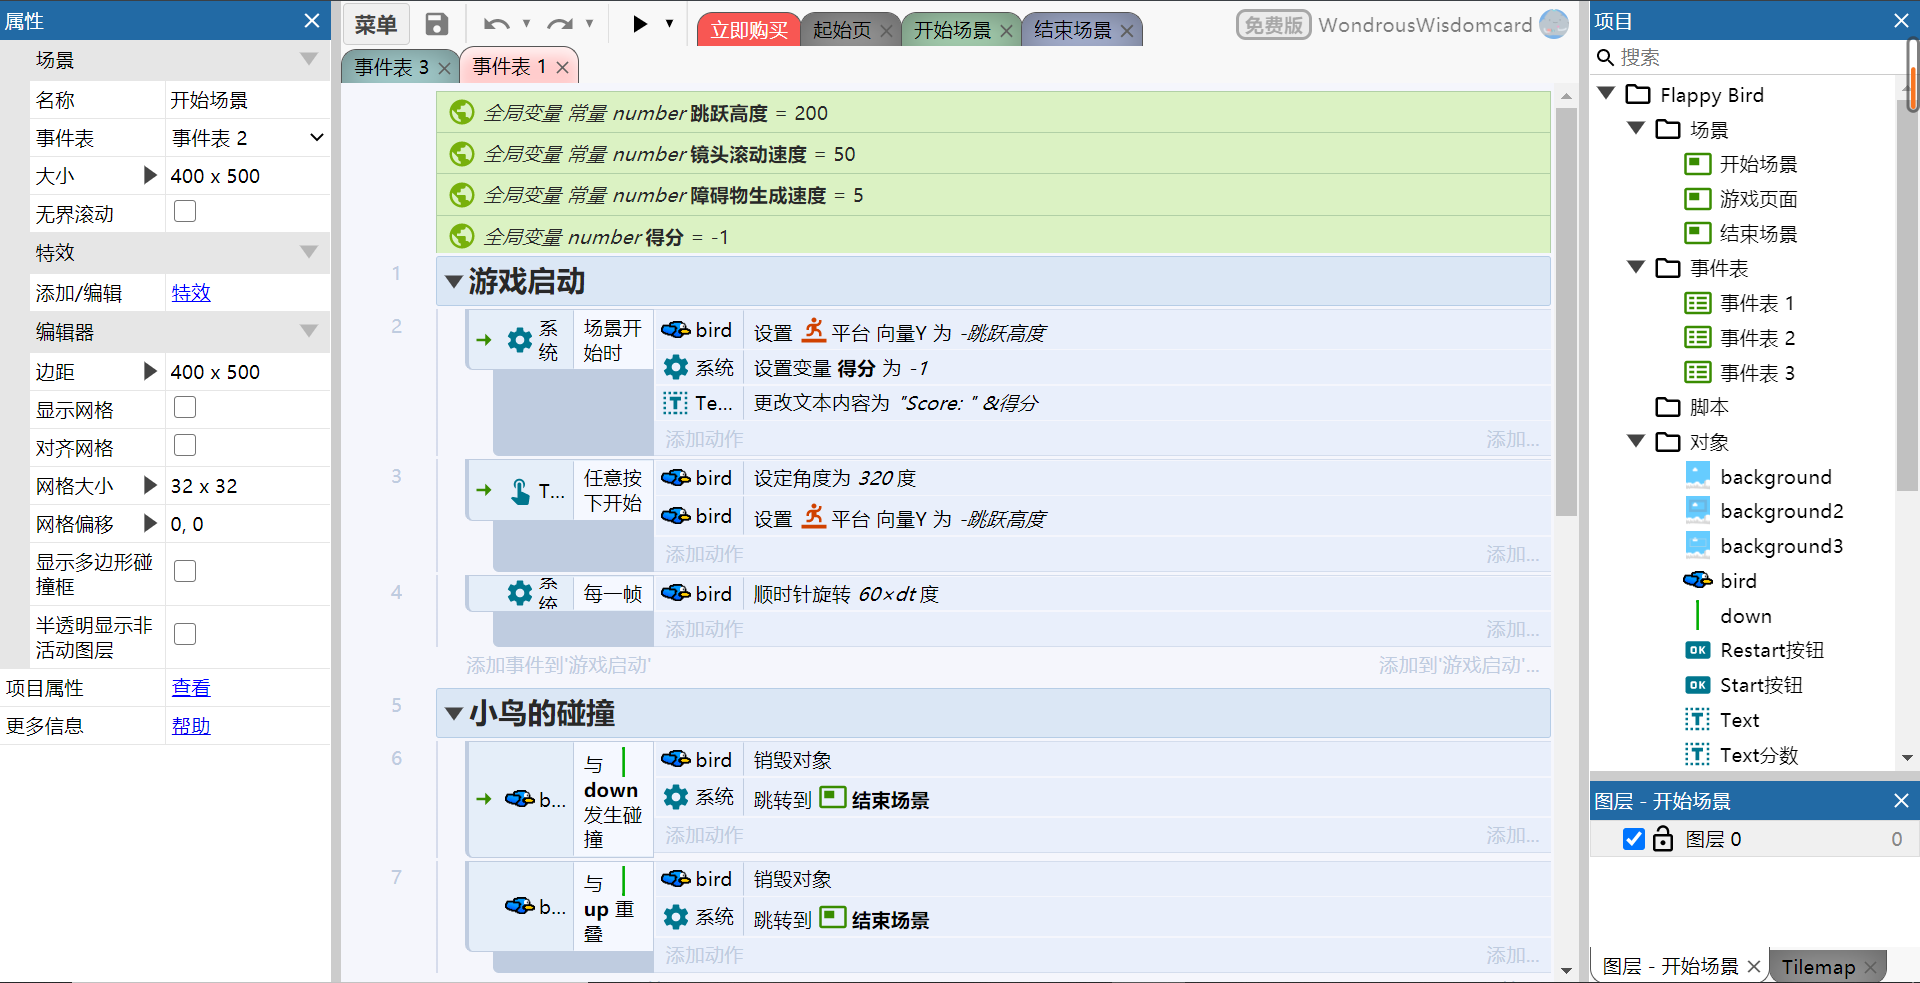 属性
场景
名称 开始场景
事件表 事件表 2
大小 400 x 500
无界滚动
特效
添加/编辑 特效
编辑器
边距 400 x 500
显示网格
对齐网格
网格大小 32 x 32
网格偏移 0, 0
显示多边形碰
撞框
半透明显示非
活动图层
项目属性 查看
更多信息 帮助
菜单
立即购买 起始页 开始场景 结束场景
免费版 WondrousWisdomcard
事件表 3 事件表 1
全局变量 常量 number 跳跃高度 = 200
全局变量 常量 number 镜头滚动速度 = 50
全局变量 常量 number 障碍物生成速度 = 5
全局变量 number 得分 = -1
1 游戏启动
2 系统 场景开始时
bird 设置 平台 向量Y 为 -跳跃高度
系统 设置变量 得分 为 -1
Te... 更改文本内容为 "Score: " &得分
添加动作 添加...
3 T... 任意按下开始
bird 设定角度为 320 度
bird 设置 平台 向量Y 为 -跳跃高度
添加动作 添加...
4 系统 每一帧
bird 顺时针旋转 60×dt 度
添加动作 添加...
添加事件到'游戏启动' 添加到'游戏启动'...
5 小鸟的碰撞
6 b... 与 down 发生碰撞
bird 销毁对象
系统 跳转到 结束场景
添加动作 添加...
7 b... 与 up 重叠
bird 销毁对象
系统 跳转到 结束场景
添加动作 添加...
项目
搜索
Flappy Bird
场景
开始场景
游戏页面
结束场景
事件表
事件表 1
事件表 2
事件表 3
脚本
对象
background
background2
background3
bird
down
OK Restart按钮
OK Start按钮
Text
Text分数
图层 - 开始场景
图层 0 0
图层 - 开始场景 Tilemap